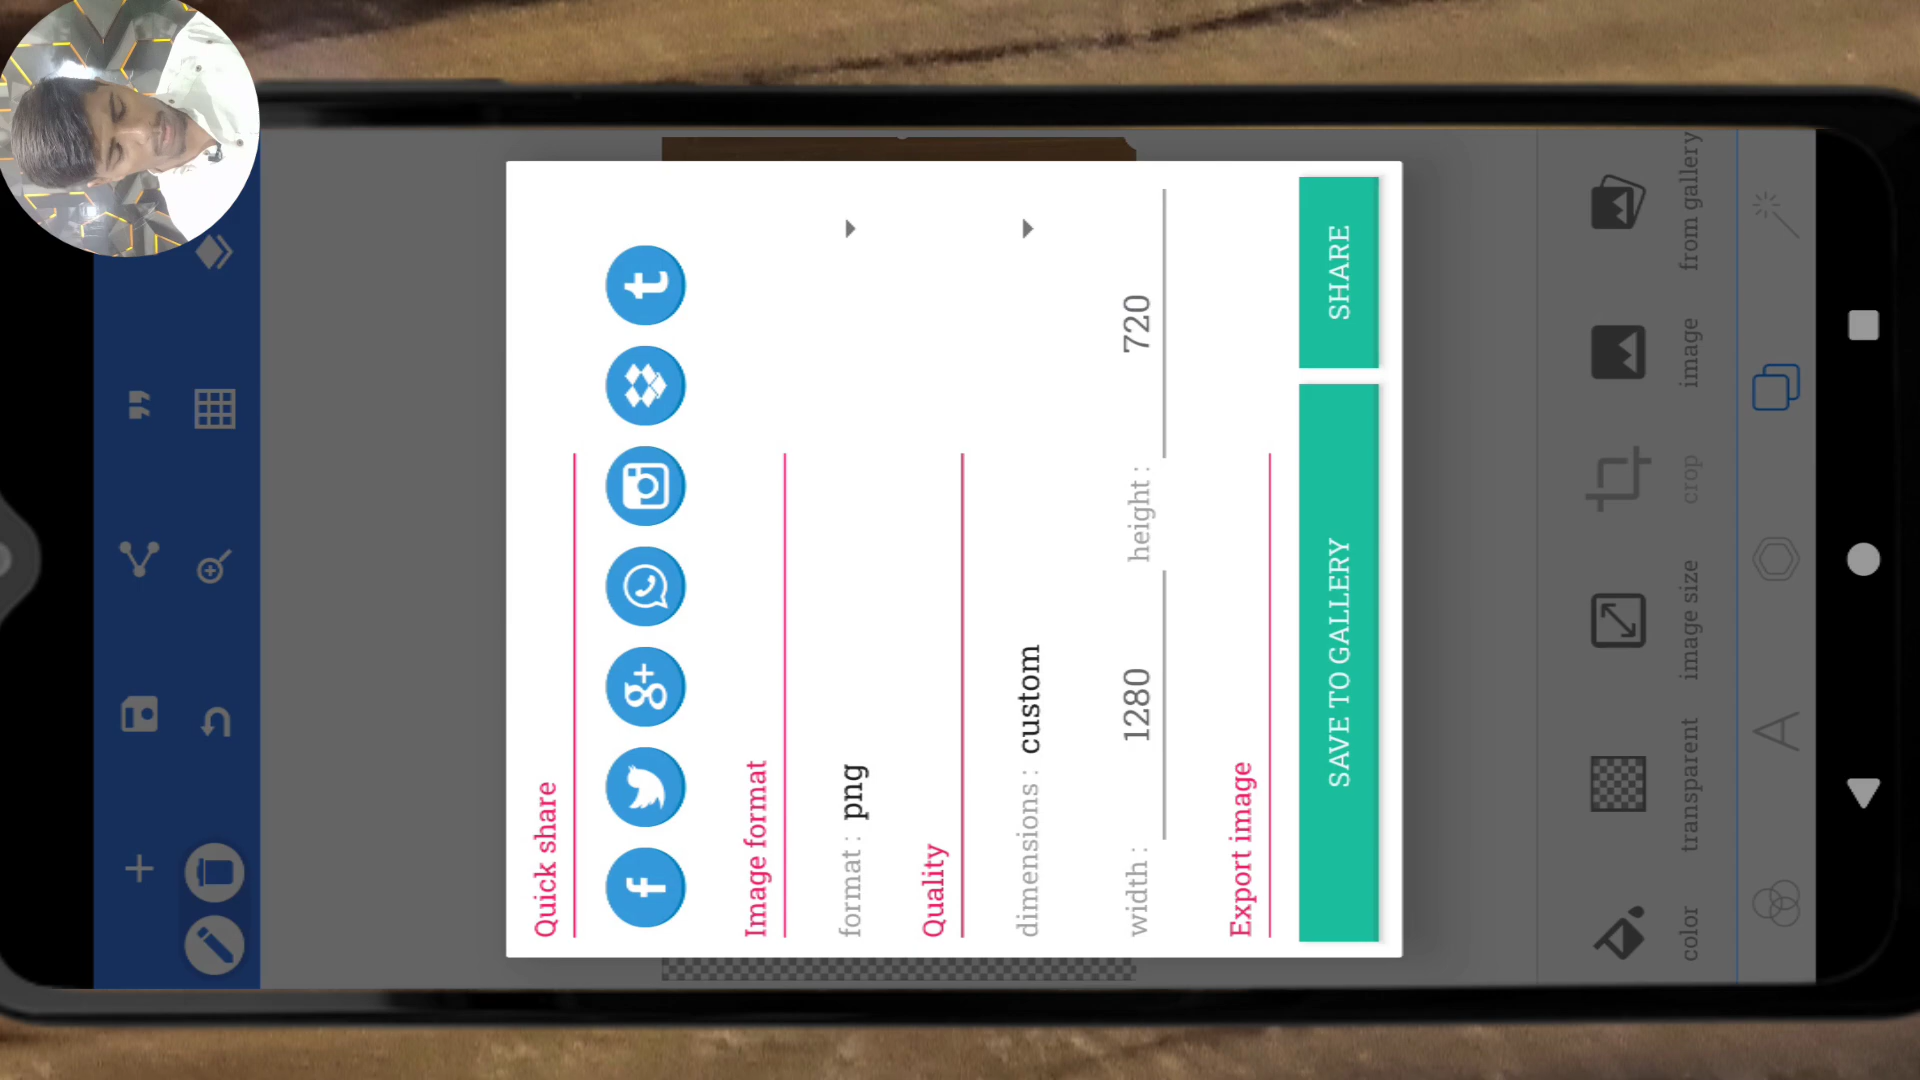 Quick share
Image format
format : png
Quality
dimensions : custom
width : 1280 height : 720
Export image
SAVE TO GALLERY SHARE
color transparent image size crop image from gallery